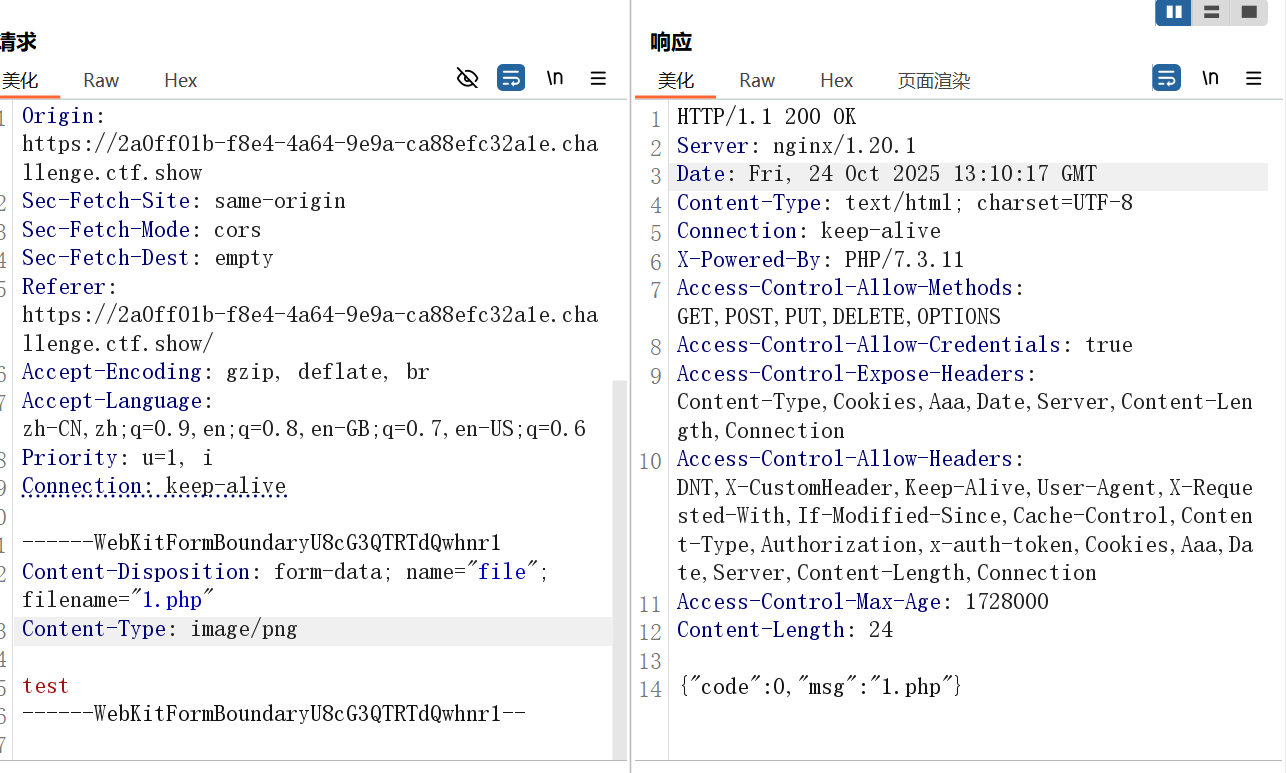 请求
美化 Raw Hex \n
1 Origin:
https://2a0ff01b-f8e4-4a64-9e9a-ca88efc32a1e.cha
llenge.ctf.show
2 Sec-Fetch-Site: same-origin
3 Sec-Fetch-Mode: cors
4 Sec-Fetch-Dest: empty
5 Referer:
https://2a0ff01b-f8e4-4a64-9e9a-ca88efc32a1e.cha
llenge.ctf.show/
6 Accept-Encoding: gzip, deflate, br
7 Accept-Language:
zh-CN,zh;q=0.9,en;q=0.8,en-GB;q=0.7,en-US;q=0.6
8 Priority: u=1, i
9 Connection: keep-alive
0
1 ------WebKitFormBoundaryU8cG3QTRTdQwhnr1
2 Content-Disposition: form-data; name="file";
filename="1.php"
3 Content-Type: image/png
4
5 test
6 ------WebKitFormBoundaryU8cG3QTRTdQwhnr1--
7
响应
美化 Raw Hex 页面渲染 \n
1 HTTP/1.1 200 OK
2 Server: nginx/1.20.1
3 Date: Fri, 24 Oct 2025 13:10:17 GMT
4 Content-Type: text/html; charset=UTF-8
5 Connection: keep-alive
6 X-Powered-By: PHP/7.3.11
7 Access-Control-Allow-Methods:
GET,POST,PUT,DELETE,OPTIONS
8 Access-Control-Allow-Credentials: true
9 Access-Control-Expose-Headers:
Content-Type,Cookies,Aaa,Date,Server,Content-Len
gth,Connection
10 Access-Control-Allow-Headers:
DNT,X-CustomHeader,Keep-Alive,User-Agent,X-Reque
sted-With,If-Modified-Since,Cache-Control,Conten
t-Type,Authorization,x-auth-token,Cookies,Aaa,Da
te,Server,Content-Length,Connection
11 Access-Control-Max-Age: 1728000
12 Content-Length: 24
13
14 {"code":0,"msg":"1.php"}